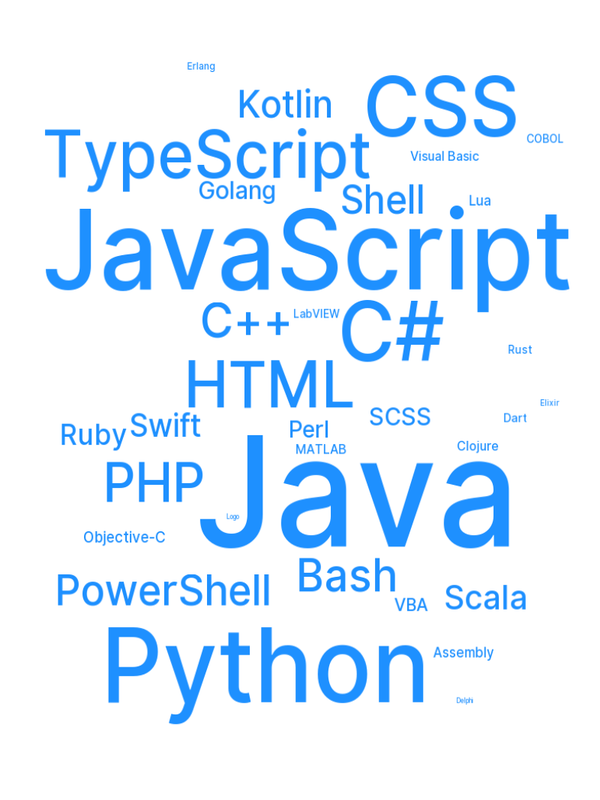 Erlang
CSS
Kotlin
COBOL
TypeScript
Visual Basic
Golang
Shell
Lua
JavaScript
C++
LabVIEW
C#
Rust
HTML
Elixir
SCSS
Dart
Ruby
Swift
Perl
Clojure
MATLAB
PHP
Java
Logo
Objective-C
Bash
PowerShell
VBA
Scala
Python
Assembly
Delphi